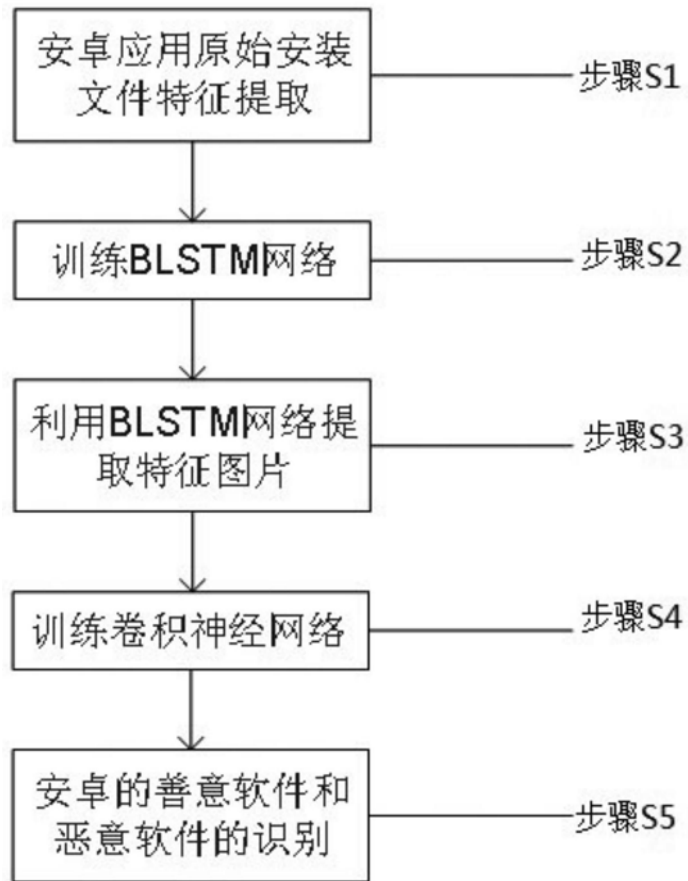 安卓应用原始安装
文件特征提取
步骤S1
训练BLSTM网络
步骤S2
利用BLSTM网络提
取特征图片
步骤S3
训练卷积神经网络
步骤S4
安卓的善意软件和
恶意软件的识别
步骤S5